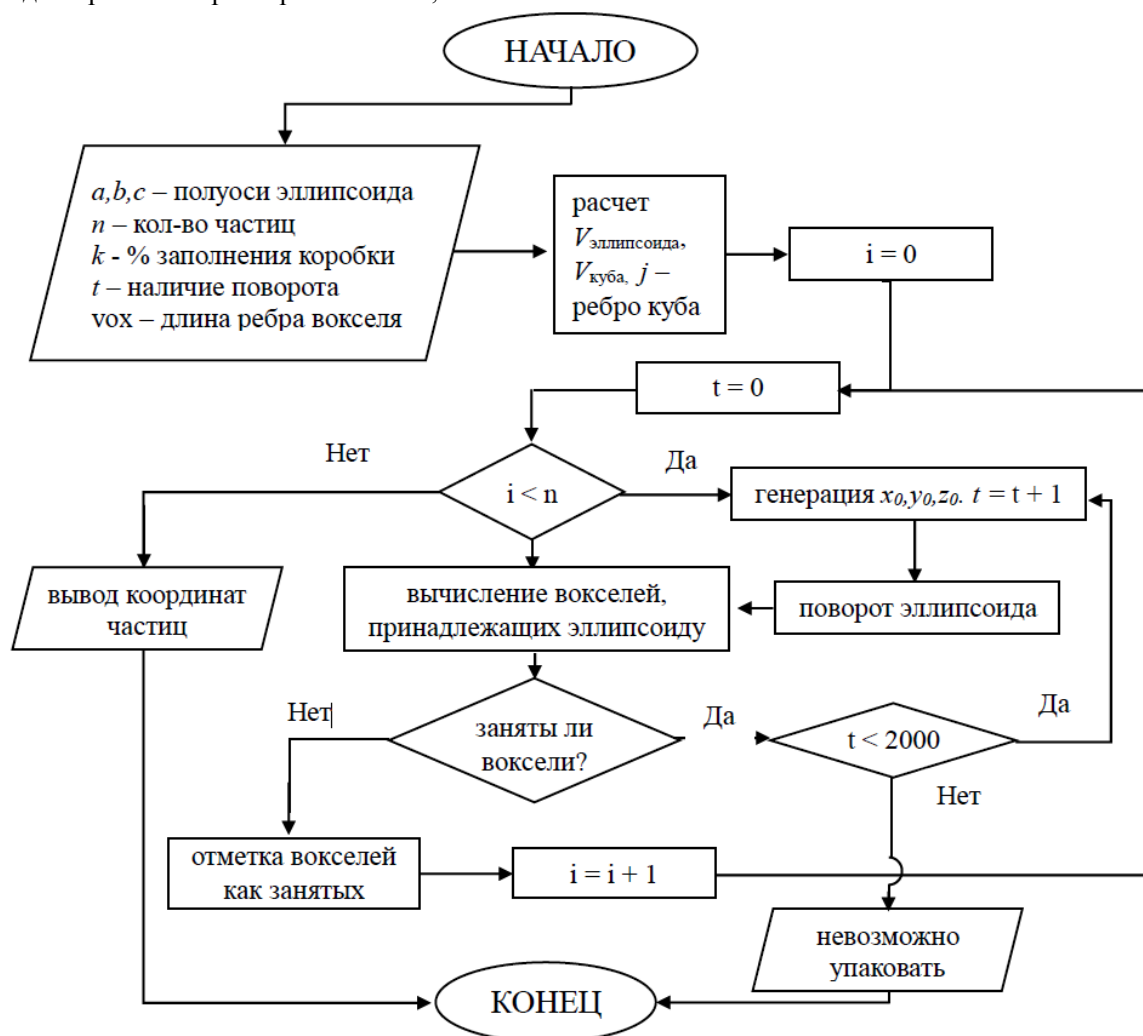 НАЧАЛО
a,b,c – полуоси эллипсоида
n – кол-во частиц
k - % заполнения коробки
t – наличие поворота
vox – длина ребра вокселя
расчет
Vэллипсоида,
Vкуба, j –
ребро куба
i = 0
t = 0
Нет
i < n
Да
генерация x0,y0,z0. t = t + 1
вывод координат
частиц
вычисление вокселей,
принадлежащих эллипсоиду
поворот эллипсоида
Нет
заняты ли
воксели?
Да
t < 2000
Да
Нет
отметка вокселей
как занятых
i = i + 1
невозможно
упаковать
КОНЕЦ